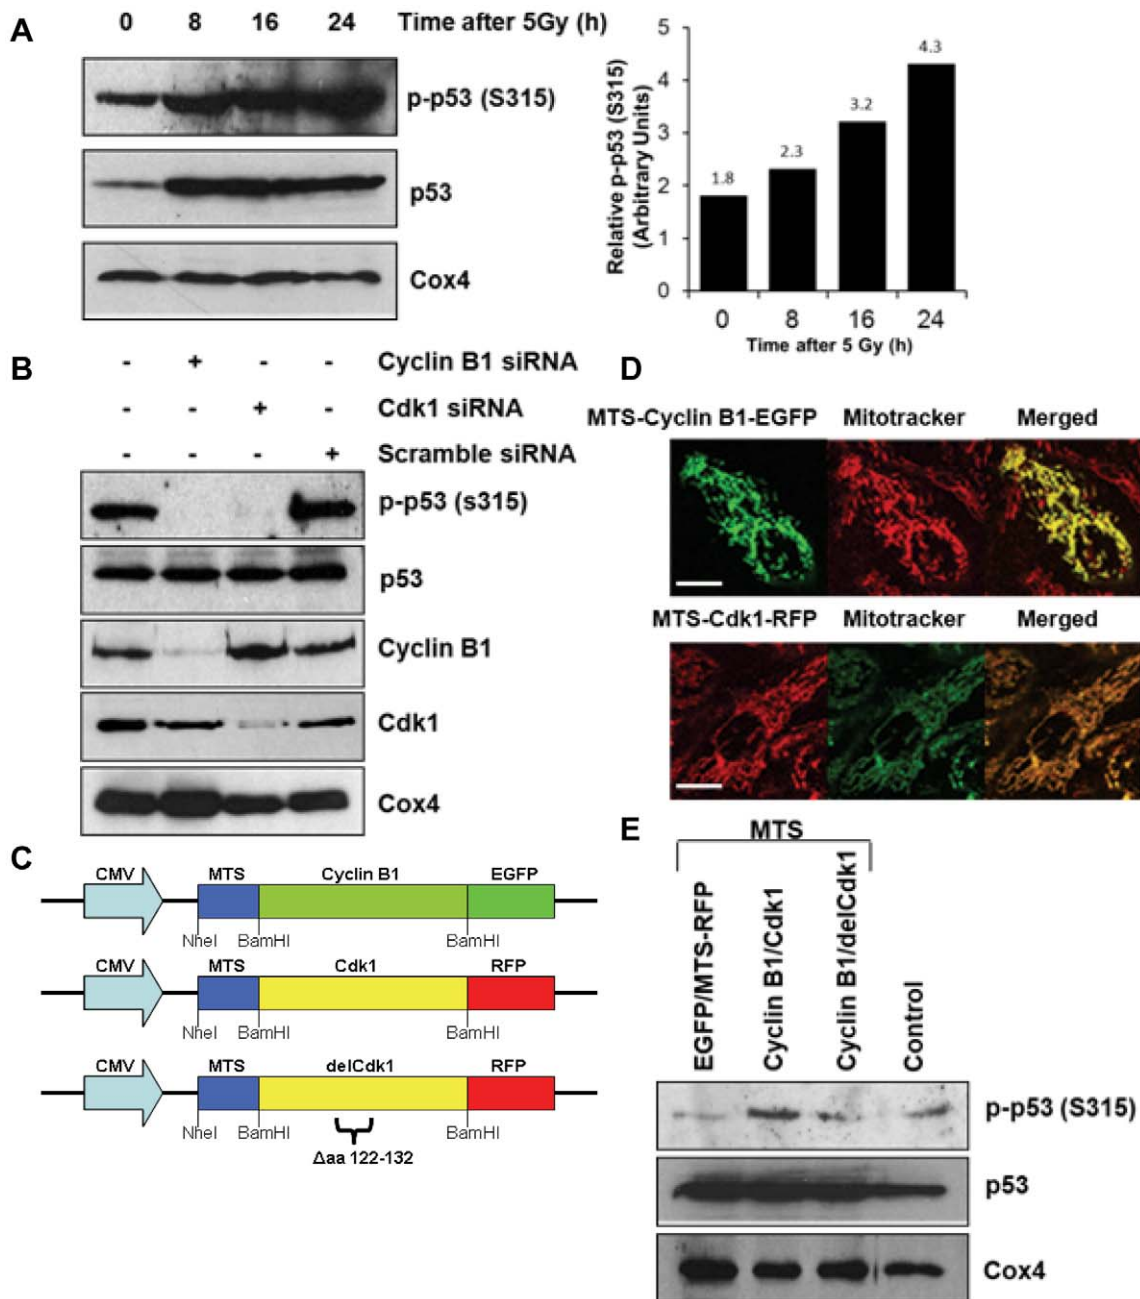 A
0 8 16 24 Time after 5Gy (h)
p-p53 (S315)
p53
Cox4
Relative p-p53 (S315)
(Arbitrary Units)
5
4
3
2
1
0
1.8
2.3
3.2
4.3
0 8 16 24
Time after 5 Gy (h)
B
- + - - Cyclin B1 siRNA
- - + - Cdk1 siRNA
- - - + Scramble siRNA
p-p53 (s315)
p53
Cyclin B1
Cdk1
Cox4
C
CMV MTS Cyclin B1 EGFP
NheI BamHI BamHI
CMV MTS Cdk1 RFP
NheI BamHI BamHI
CMV MTS delCdk1 RFP
NheI BamHI BamHI
Δaa 122-132
D
MTS-Cyclin B1-EGFP Mitotracker Merged
MTS-Cdk1-RFP Mitotracker Merged
E
MTS
EGFP/MTS-RFP
Cyclin B1/Cdk1
Cyclin B1/delCdk1
Control
p-p53 (S315)
p53
Cox4